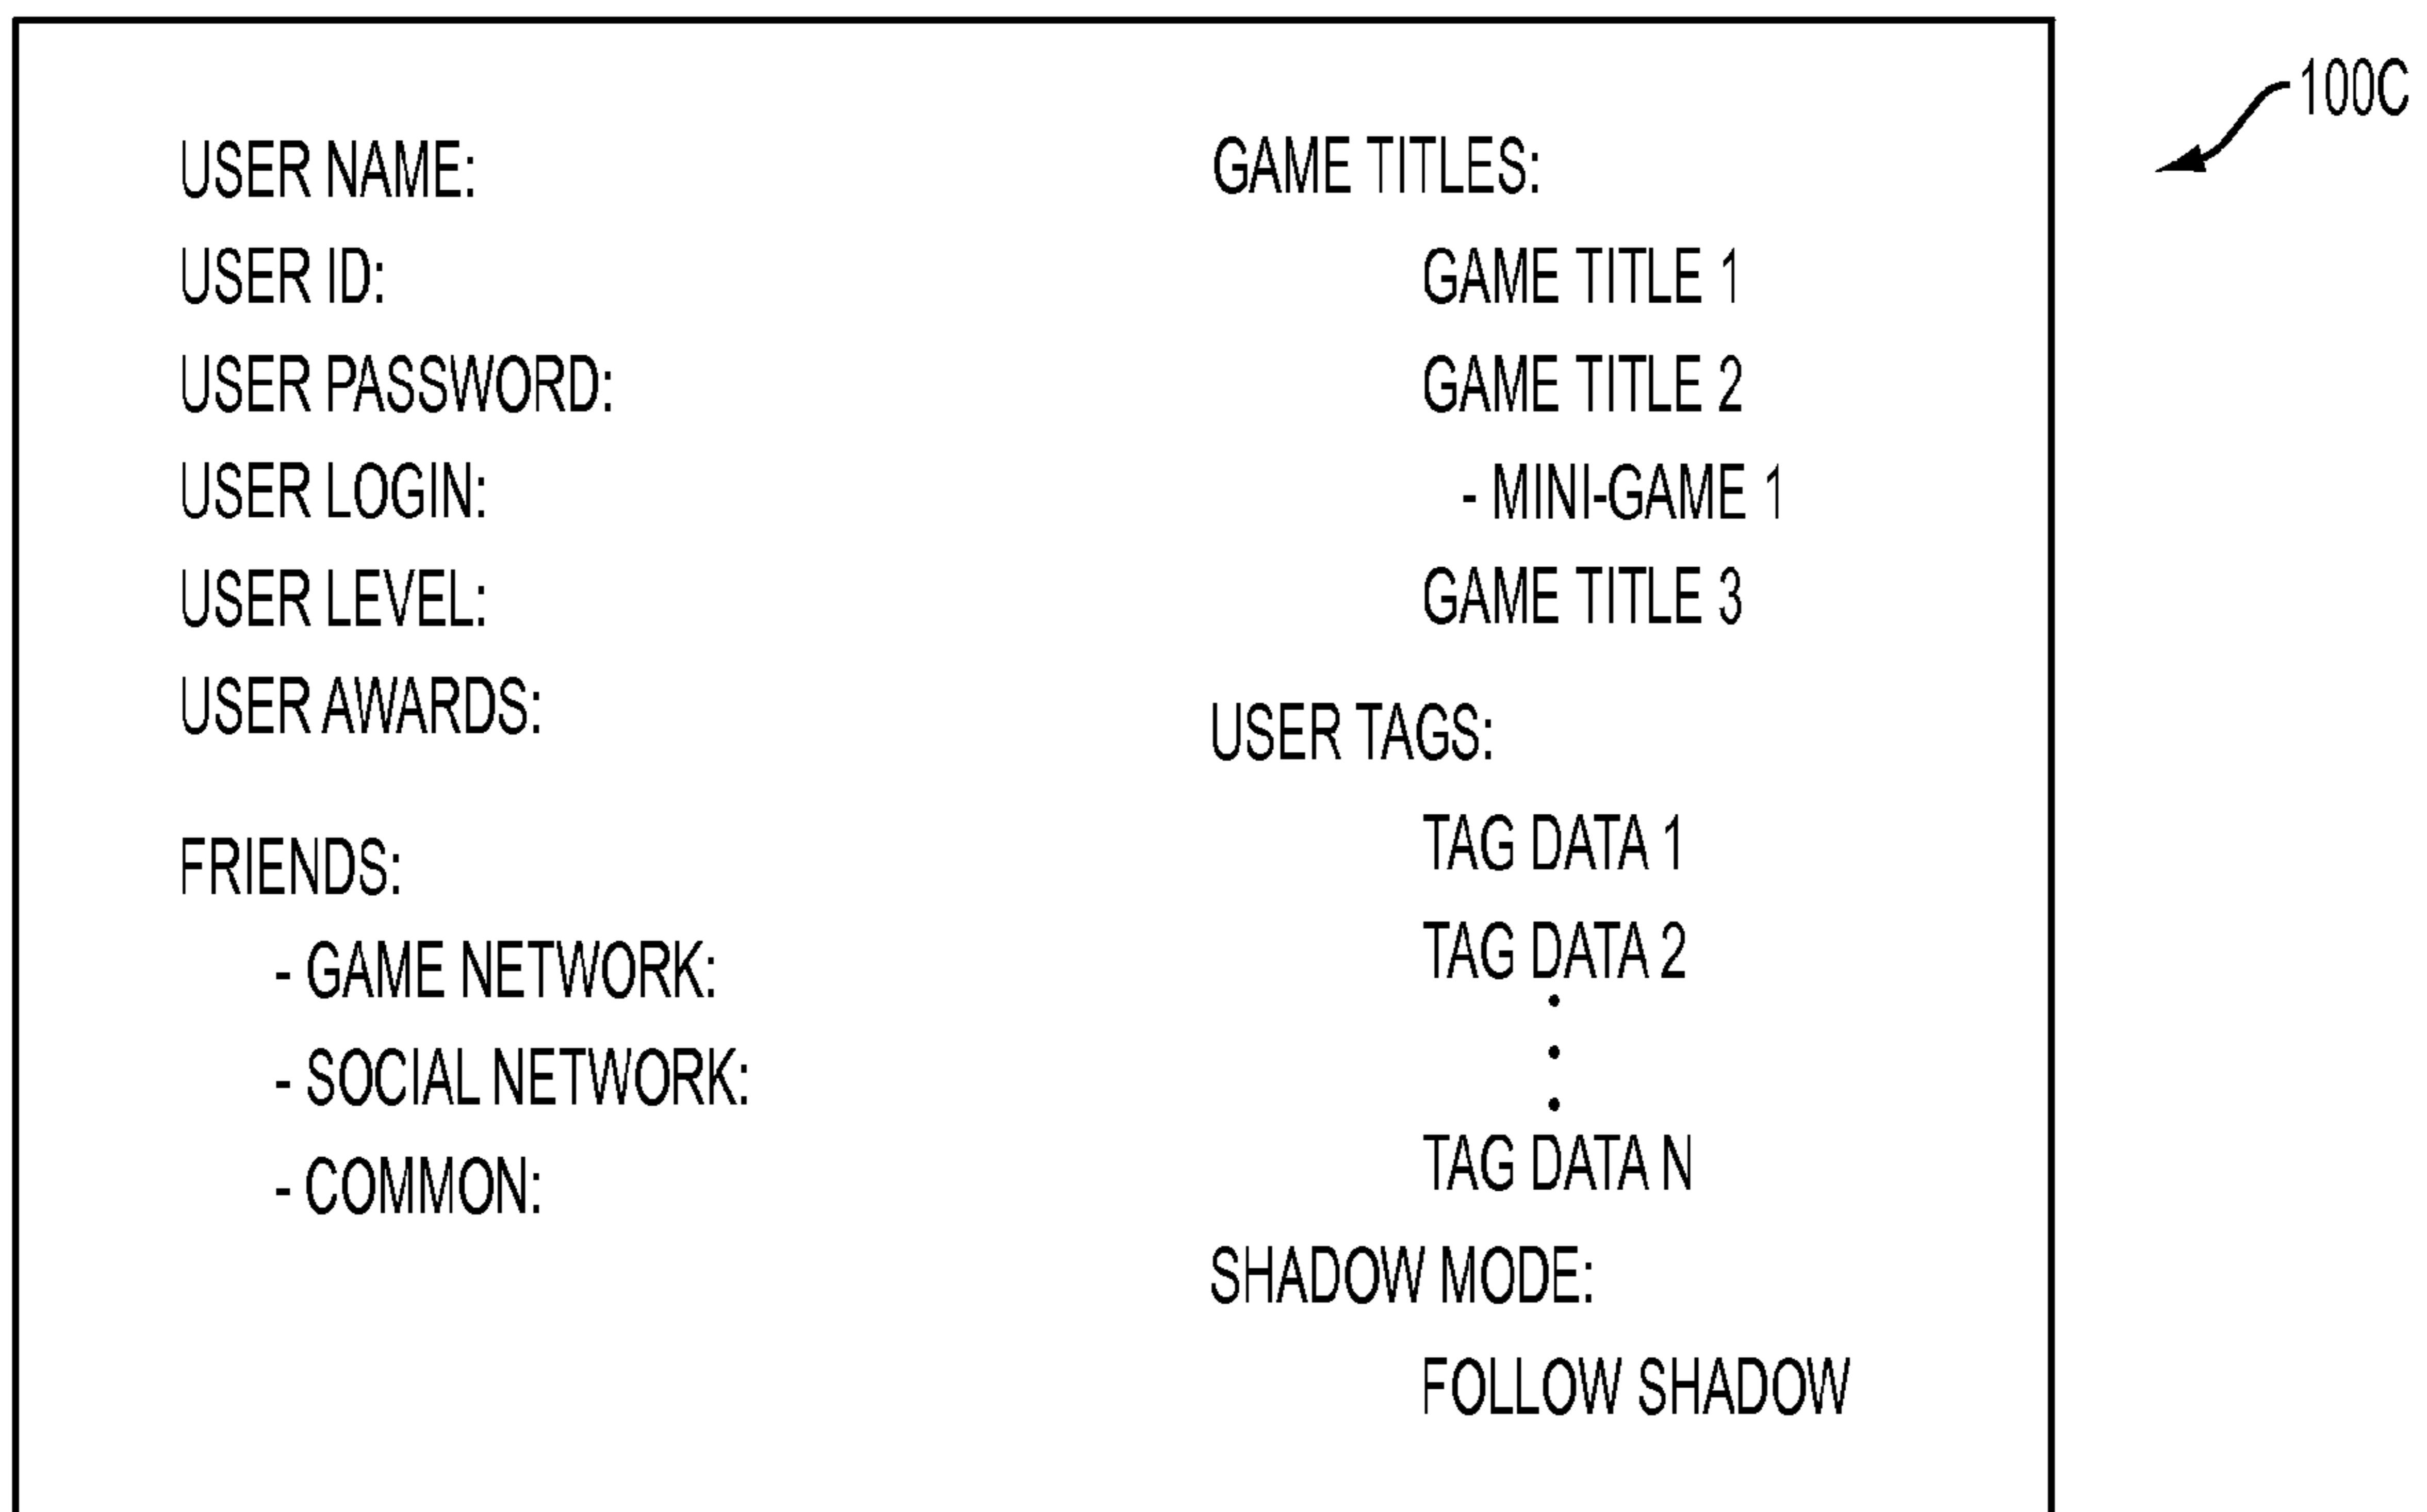 USER NAME:
USER ID:
USER PASSWORD:
USER LOGIN:
USER LEVEL:
USER AWARDS:
FRIENDS:
- GAME NETWORK:
- SOCIAL NETWORK:
- COMMON:
GAME TITLES:
GAME TITLE 1
GAME TITLE 2
- MINI-GAME 1
GAME TITLE 3
USER TAGS:
TAG DATA 1
TAG DATA 2
TAG DATA N
SHADOW MODE:
FOLLOW SHADOW
100C